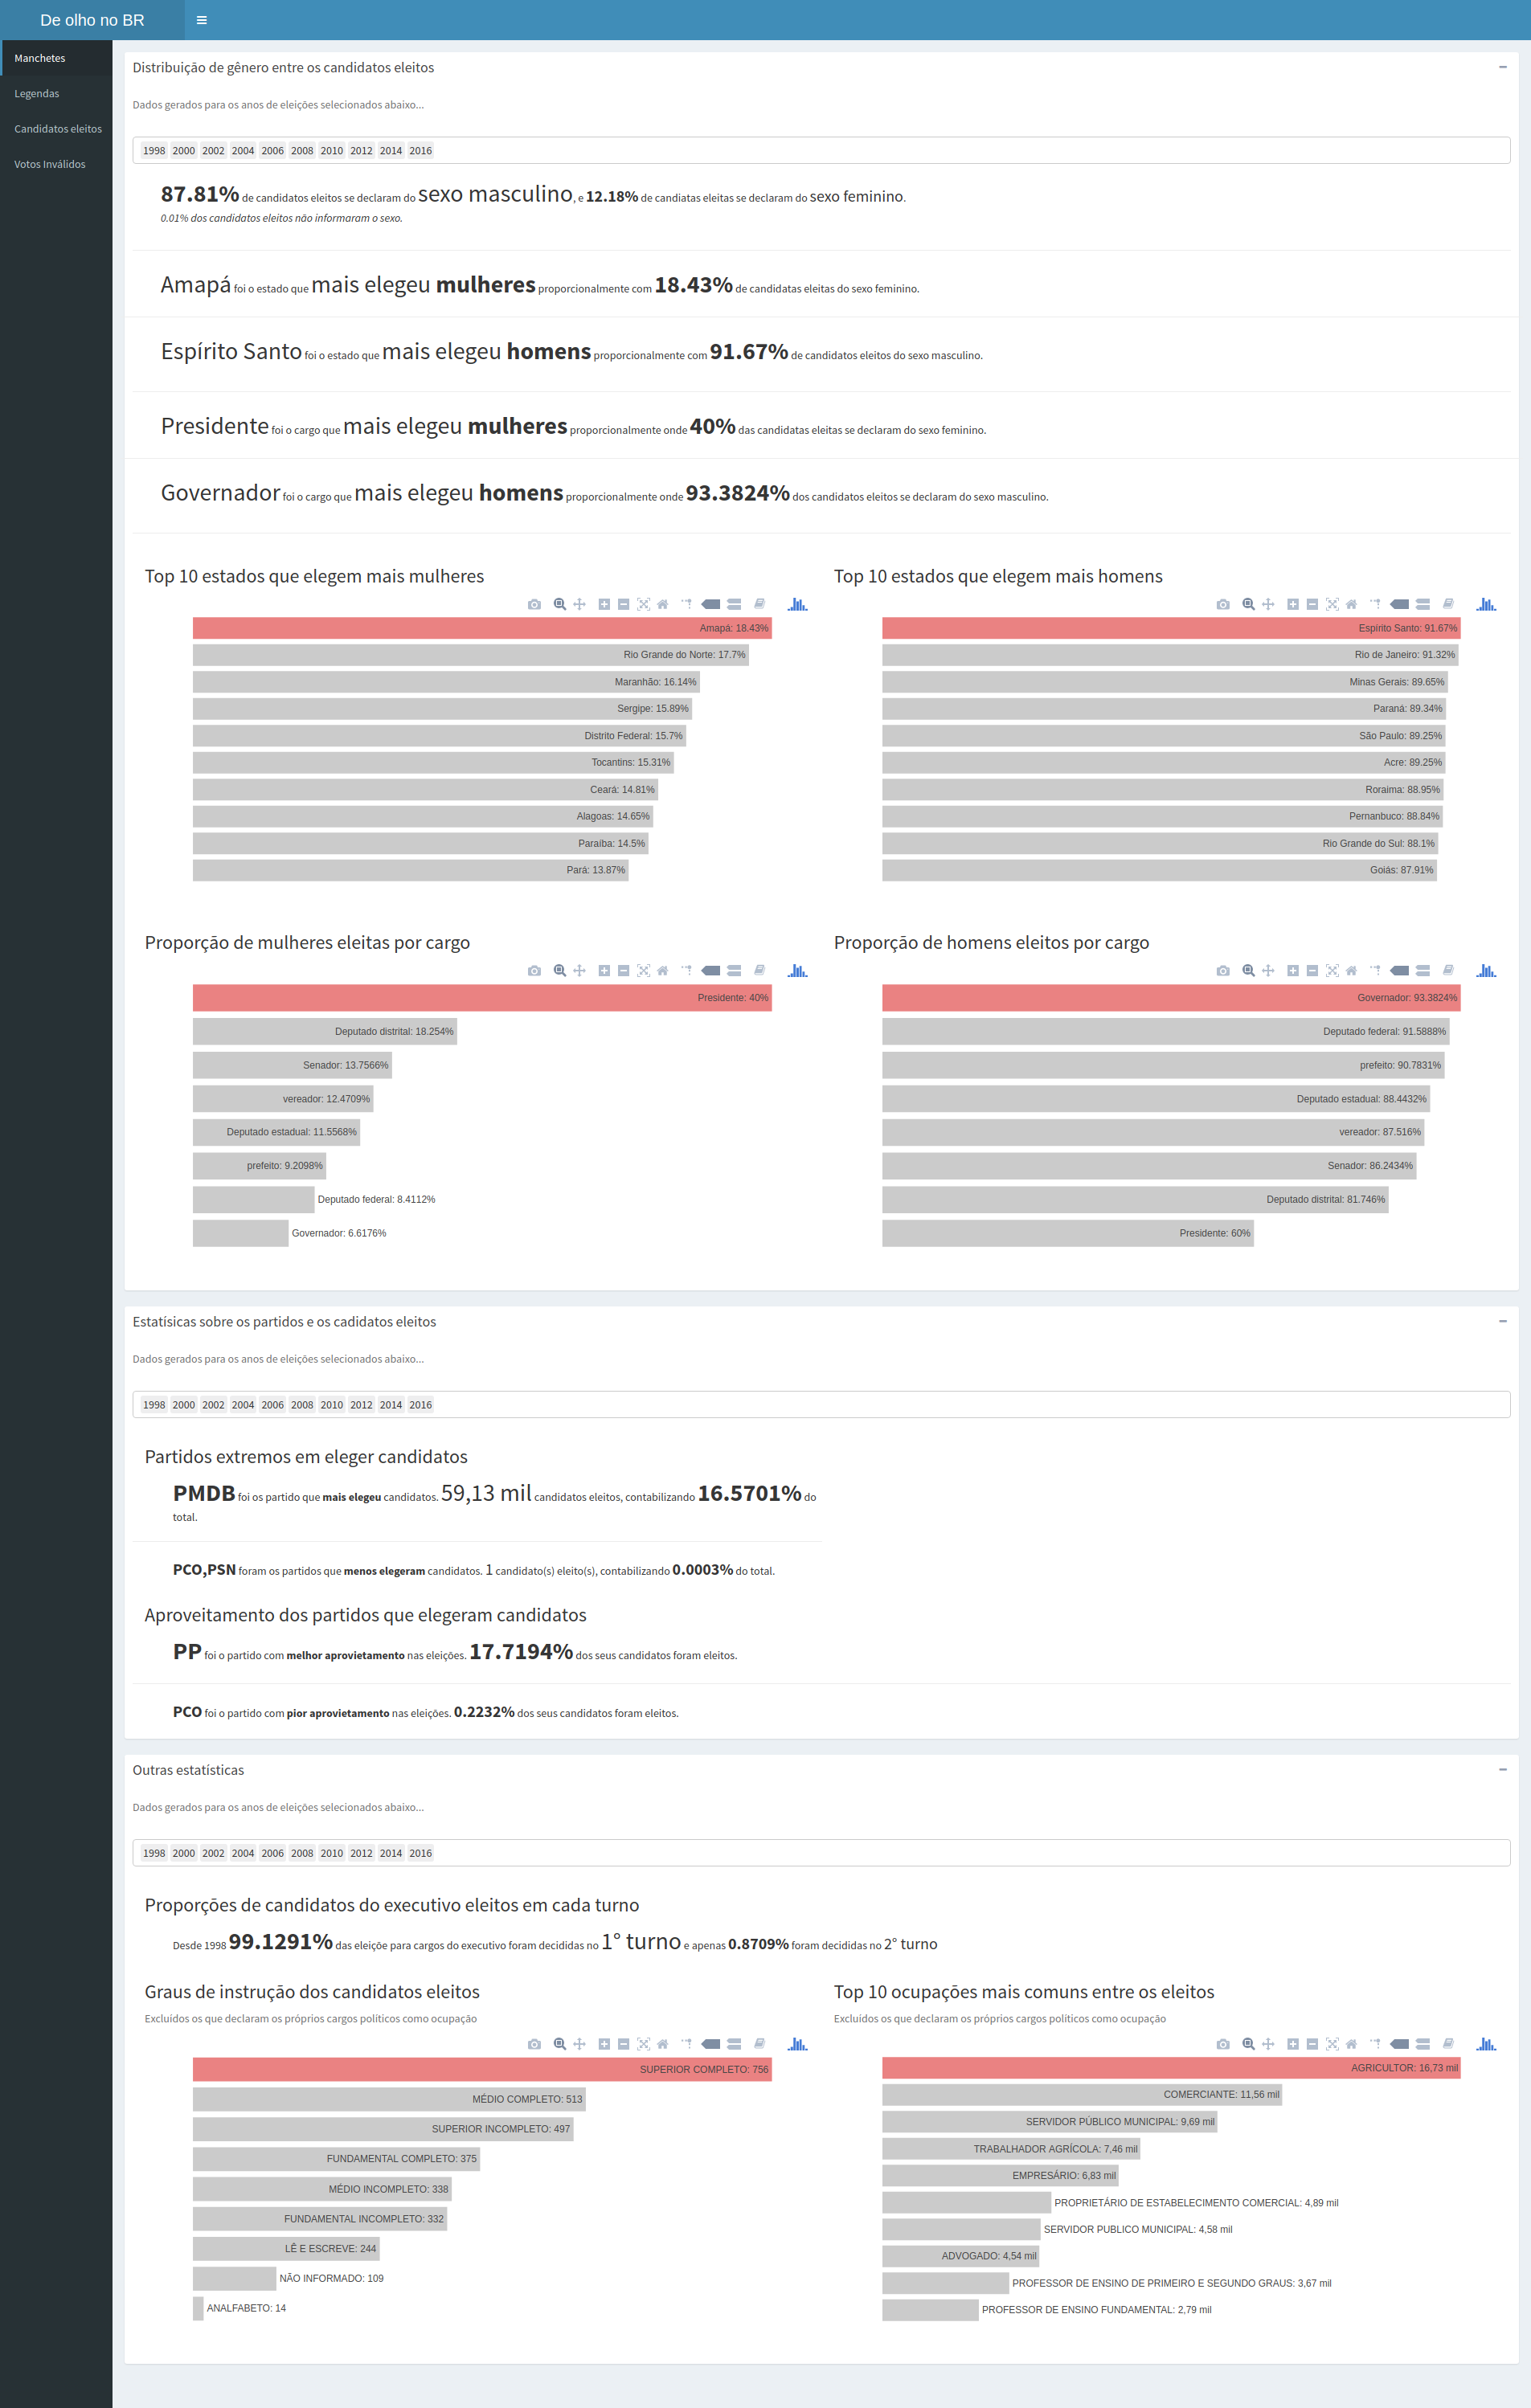 De olho no BR
Manchetes
Legendas
Candidatos eleitos
Votos Inválidos
Distribuição de gênero entre os candidatos eleitos
Dados gerados para os anos de eleições selecionados abaixo...
1998 2000 2002 2004 2006 2008 2010 2012 2014 2016
87.81% de candidatos eleitos se declaram do sexo masculino, e 12.18% de candiatas eleitas se declaram do sexo feminino.
0.01% dos candidatos eleitos não informaram o sexo.
Amapá foi o estado que mais elegeu mulheres proporcionalmente com 18.43% de candidatas eleitas do sexo feminino.
Espírito Santo foi o estado que mais elegeu homens proporcionalmente com 91.67% de candidatos eleitos do sexo masculino.
Presidente foi o cargo que mais elegeu mulheres proporcionalmente onde 40% das candidatas eleitas se declaram do sexo feminino.
Governador foi o cargo que mais elegeu homens proporcionalmente onde 93.3824% dos candidatos eleitos se declaram do sexo masculino.
Top 10 estados que elegem mais mulheres
Amapá: 18.43%
Rio Grande do Norte: 17.7%
Maranhão: 16.14%
Sergipe: 15.89%
Distrito Federal: 15.7%
Tocantins: 15.31%
Ceará: 14.81%
Alagoas: 14.65%
Paraíba: 14.5%
Pará: 13.87%
Top 10 estados que elegem mais homens
Espírito Santo: 91.67%
Rio de Janeiro: 91.32%
Minas Gerais: 89.65%
Paraná: 89.34%
São Paulo: 89.25%
Acre: 89.25%
Roraima: 88.95%
Pernanbuco: 88.84%
Rio Grande do Sul: 88.1%
Goiás: 87.91%
Proporção de mulheres eleitas por cargo
Presidente: 40%
Deputado distrital: 18.254%
Senador: 13.7566%
vereador: 12.4709%
Deputado estadual: 11.5568%
prefeito: 9.2098%
Deputado federal: 8.4112%
Governador: 6.6176%
Proporção de homens eleitos por cargo
Governador: 93.3824%
Deputado federal: 91.5888%
prefeito: 90.7831%
Deputado estadual: 88.4432%
vereador: 87.516%
Senador: 86.2434%
Deputado distrital: 81.746%
Presidente: 60%
Estatísicas sobre os partidos e os cadidatos eleitos
Dados gerados para os anos de eleições selecionados abaixo...
1998 2000 2002 2004 2006 2008 2010 2012 2014 2016
Partidos extremos em eleger candidatos
PMDB foi os partido que mais elegeu candidatos. 59,13 mil candidatos eleitos, contabilizando 16.5701% do
total.
PCO,PSN foram os partidos que menos elegeram candidatos. 1 candidato(s) eleito(s), contabilizando 0.0003% do total.
Aproveitamento dos partidos que elegeram candidatos
PP foi o partido com melhor aprovietamento nas eleições. 17.7194% dos seus candidatos foram eleitos.
PCO foi o partido com pior aprovietamento nas eleições. 0.2232% dos seus candidatos foram eleitos.
Outras estatísticas
Dados gerados para os anos de eleições selecionados abaixo...
1998 2000 2002 2004 2006 2008 2010 2012 2014 2016
Proporções de candidatos do executivo eleitos em cada turno
Desde 1998 99.1291% das eleiçõe para cargos do executivo foram decididas no 1° turno e apenas 0.8709% foram decididas no 2° turno
Graus de instrução dos candidatos eleitos
Excluídos os que declaram os próprios cargos políticos como ocupação
SUPERIOR COMPLETO: 756
MÉDIO COMPLETO: 513
SUPERIOR INCOMPLETO: 497
FUNDAMENTAL COMPLETO: 375
MÉDIO INCOMPLETO: 338
FUNDAMENTAL INCOMPLETO: 332
LÊ E ESCREVE: 244
NÃO INFORMADO: 109
ANALFABETO: 14
Top 10 ocupações mais comuns entre os eleitos
Excluídos os que declaram os próprios cargos políticos como ocupação
AGRICULTOR: 16,73 mil
COMERCIANTE: 11,56 mil
SERVIDOR PÚBLICO MUNICIPAL: 9,69 mil
TRABALHADOR AGRÍCOLA: 7,46 mil
EMPRESÁRIO: 6,83 mil
PROPRIETÁRIO DE ESTABELECIMENTO COMERCIAL: 4,89 mil
SERVIDOR PUBLICO MUNICIPAL: 4,58 mil
ADVOGADO: 4,54 mil
PROFESSOR DE ENSINO DE PRIMEIRO E SEGUNDO GRAUS: 3,67 mil
PROFESSOR DE ENSINO FUNDAMENTAL: 2,79 mil